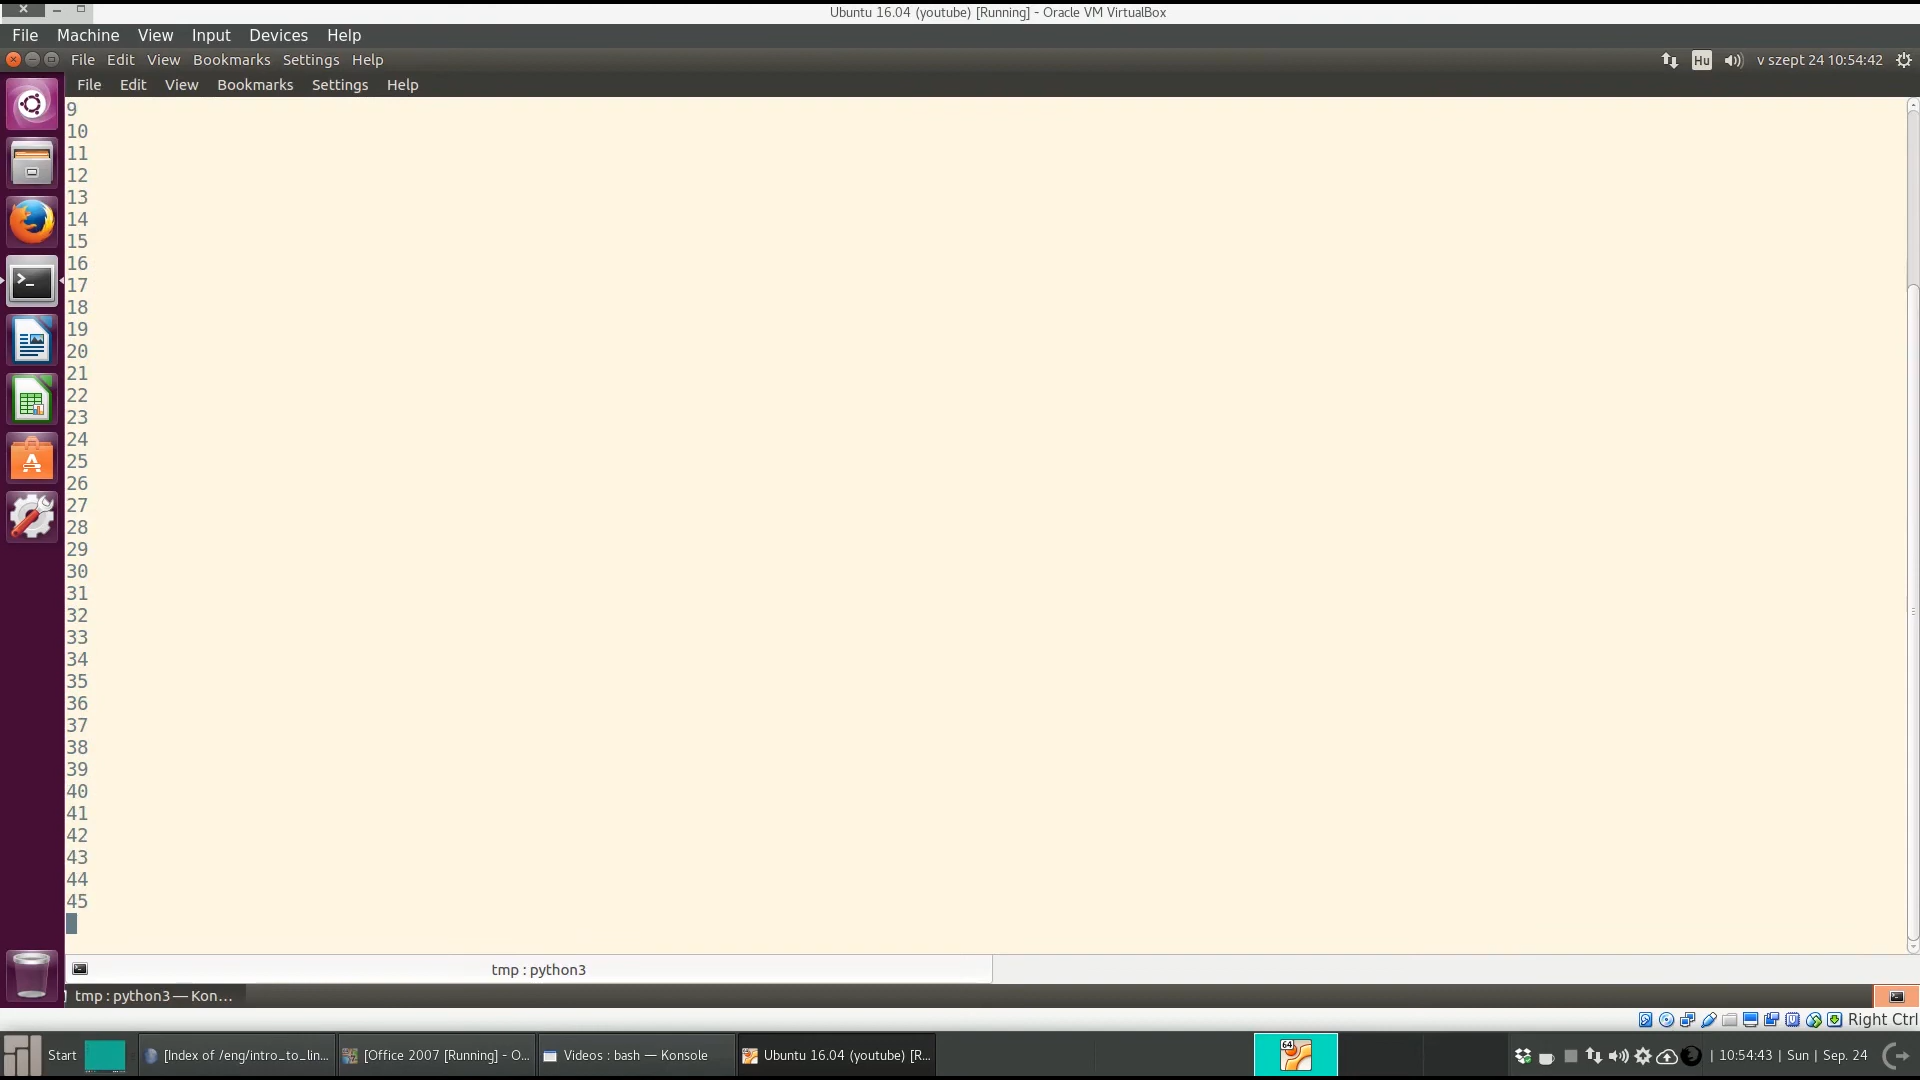 Ubuntu 16.04 (youtube) [Running] - Oracle VM VirtualBox
File Machine View Input Devices Help
File Edit View Bookmarks Settings Help
Hu v szept 24 10:54:42
File Edit View Bookmarks Settings Help
9
10
11
12
13
14
15
16
17
18
19
20
21
22
23
24
25
26
27
28
29
30
31
32
33
34
35
36
37
38
39
40
41
42
43
44
45
tmp : python3
tmp : python3 — Kon...
Right Ctrl
Start
[Index of /eng/intro_to_lin...
[Office 2007 [Running] - O...
Videos : bash — Konsole
Ubuntu 16.04 (youtube) [R...
64
| 10:54:43 | Sun | Sep. 24